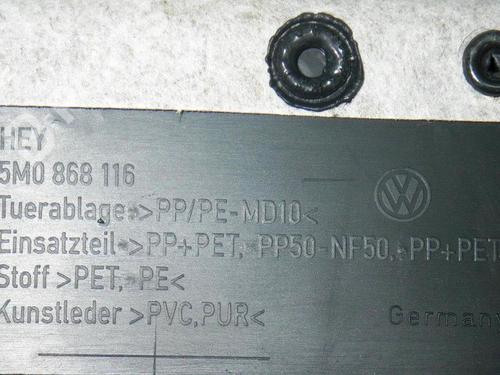 HEY
5M0 868 116
Tuerablage >PP/PE-MD10<
Einsatzteil >PP+PET, PP50-NF50, PP+PET
Stoff >PET, PE<
Kunstleder >PVC,PUR<
Germany